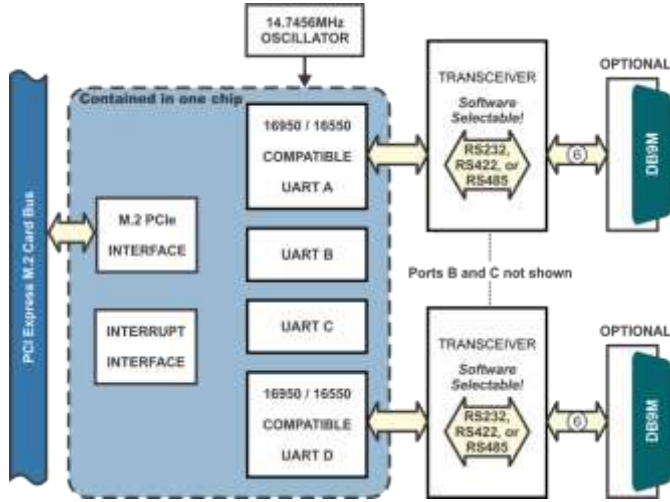 14.7456MHz
OSCILLATOR
PCI Express M.2 Card Bus
Contained in one chip
16950 / 16550
COMPATIBLE
UART A
M.2 PCIe
INTERFACE
UART B
INTERRUPT
INTERFACE
UART C
16950 / 16550
COMPATIBLE
UART D
TRANSCEIVER
Software
Selectable!
RS232,
RS422, or
RS485
6
OPTIONAL
DB9M
Ports B and C not shown
TRANSCEIVER
Software
Selectable!
RS232,
RS422, or
RS485
6
OPTIONAL
DB9M